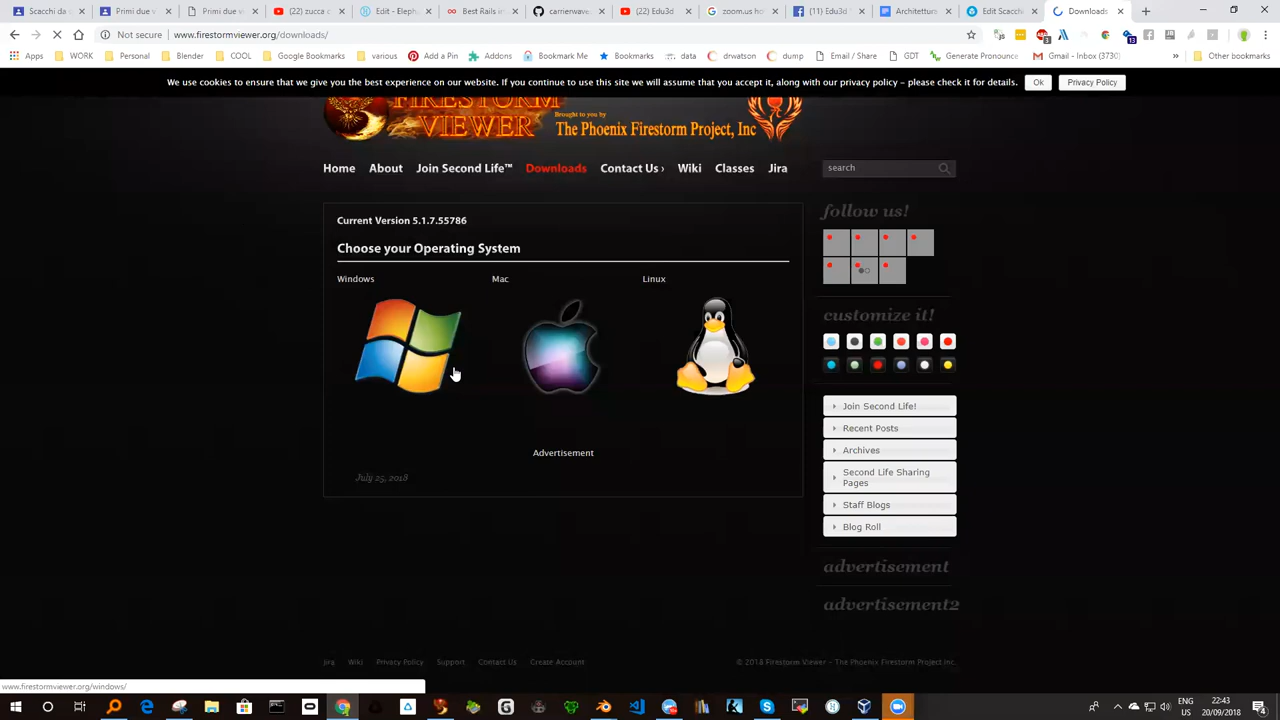 Scacchi da c
Primi due vi
Primi due v
(22) zucca c
Edit - Eleph
Best Rails in
carrierwave
(22) Edu3d
zoom.us ho
(11) Edu3d
Architetture
Edit Scacchi
Downloads
Not secure | www.firestormviewer.org/downloads/
Apps
WORK
Personal
Blender
COOL
Google Bookmarks
various
Add a Pin
Addons
Bookmark Me
data
drwatson
dump
Email / Share
GDT
Generate Pronounce
Gmail - Inbox (3730)
»
Other bookmarks
We use cookies to ensure that we give you the best experience on our website. If you continue to use this site we will assume that you accept it, along with our privacy policy – please check it for details.
Ok
Privacy Policy
FIRESTORM
VIEWER
Brought to you by
The Phoenix Firestorm Project, Inc
Home
About
Join Second Life™
Downloads
Contact Us ›
Wiki
Classes
Jira
search
follow us!
Current Version 5.1.7.55786
Choose your Operating System
Windows
Mac
Linux
customize it!
Join Second Life!
Recent Posts
Archives
Second Life Sharing
Pages
Staff Blogs
Blog Roll
Advertisement
July 25, 2018
advertisement
advertisement2
Jira
Wiki
Privacy Policy
Support
Contact Us
Create Account
© 2018 Firestorm Viewer – The Phoenix Firestorm Project Inc.
www.firestormviewer.org/windows/
ENG
US
22:43
20/09/2018